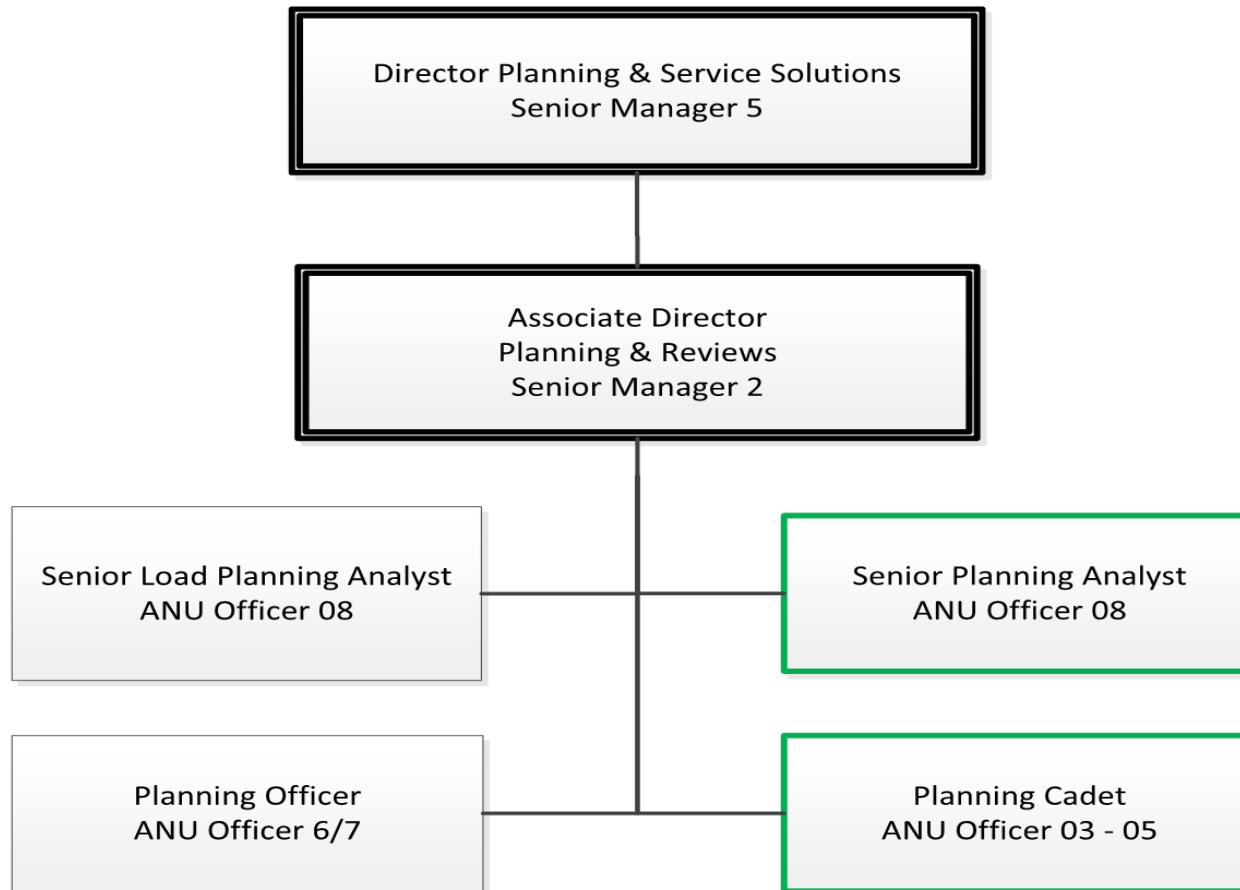 Director Planning & Service Solutions
Senior Manager 5
Associate Director
Planning & Reviews
Senior Manager 2
Senior Load Planning Analyst
ANU Officer 08
Senior Planning Analyst
ANU Officer 08
Planning Officer
ANU Officer 6/7
Planning Cadet
ANU Officer 03 - 05